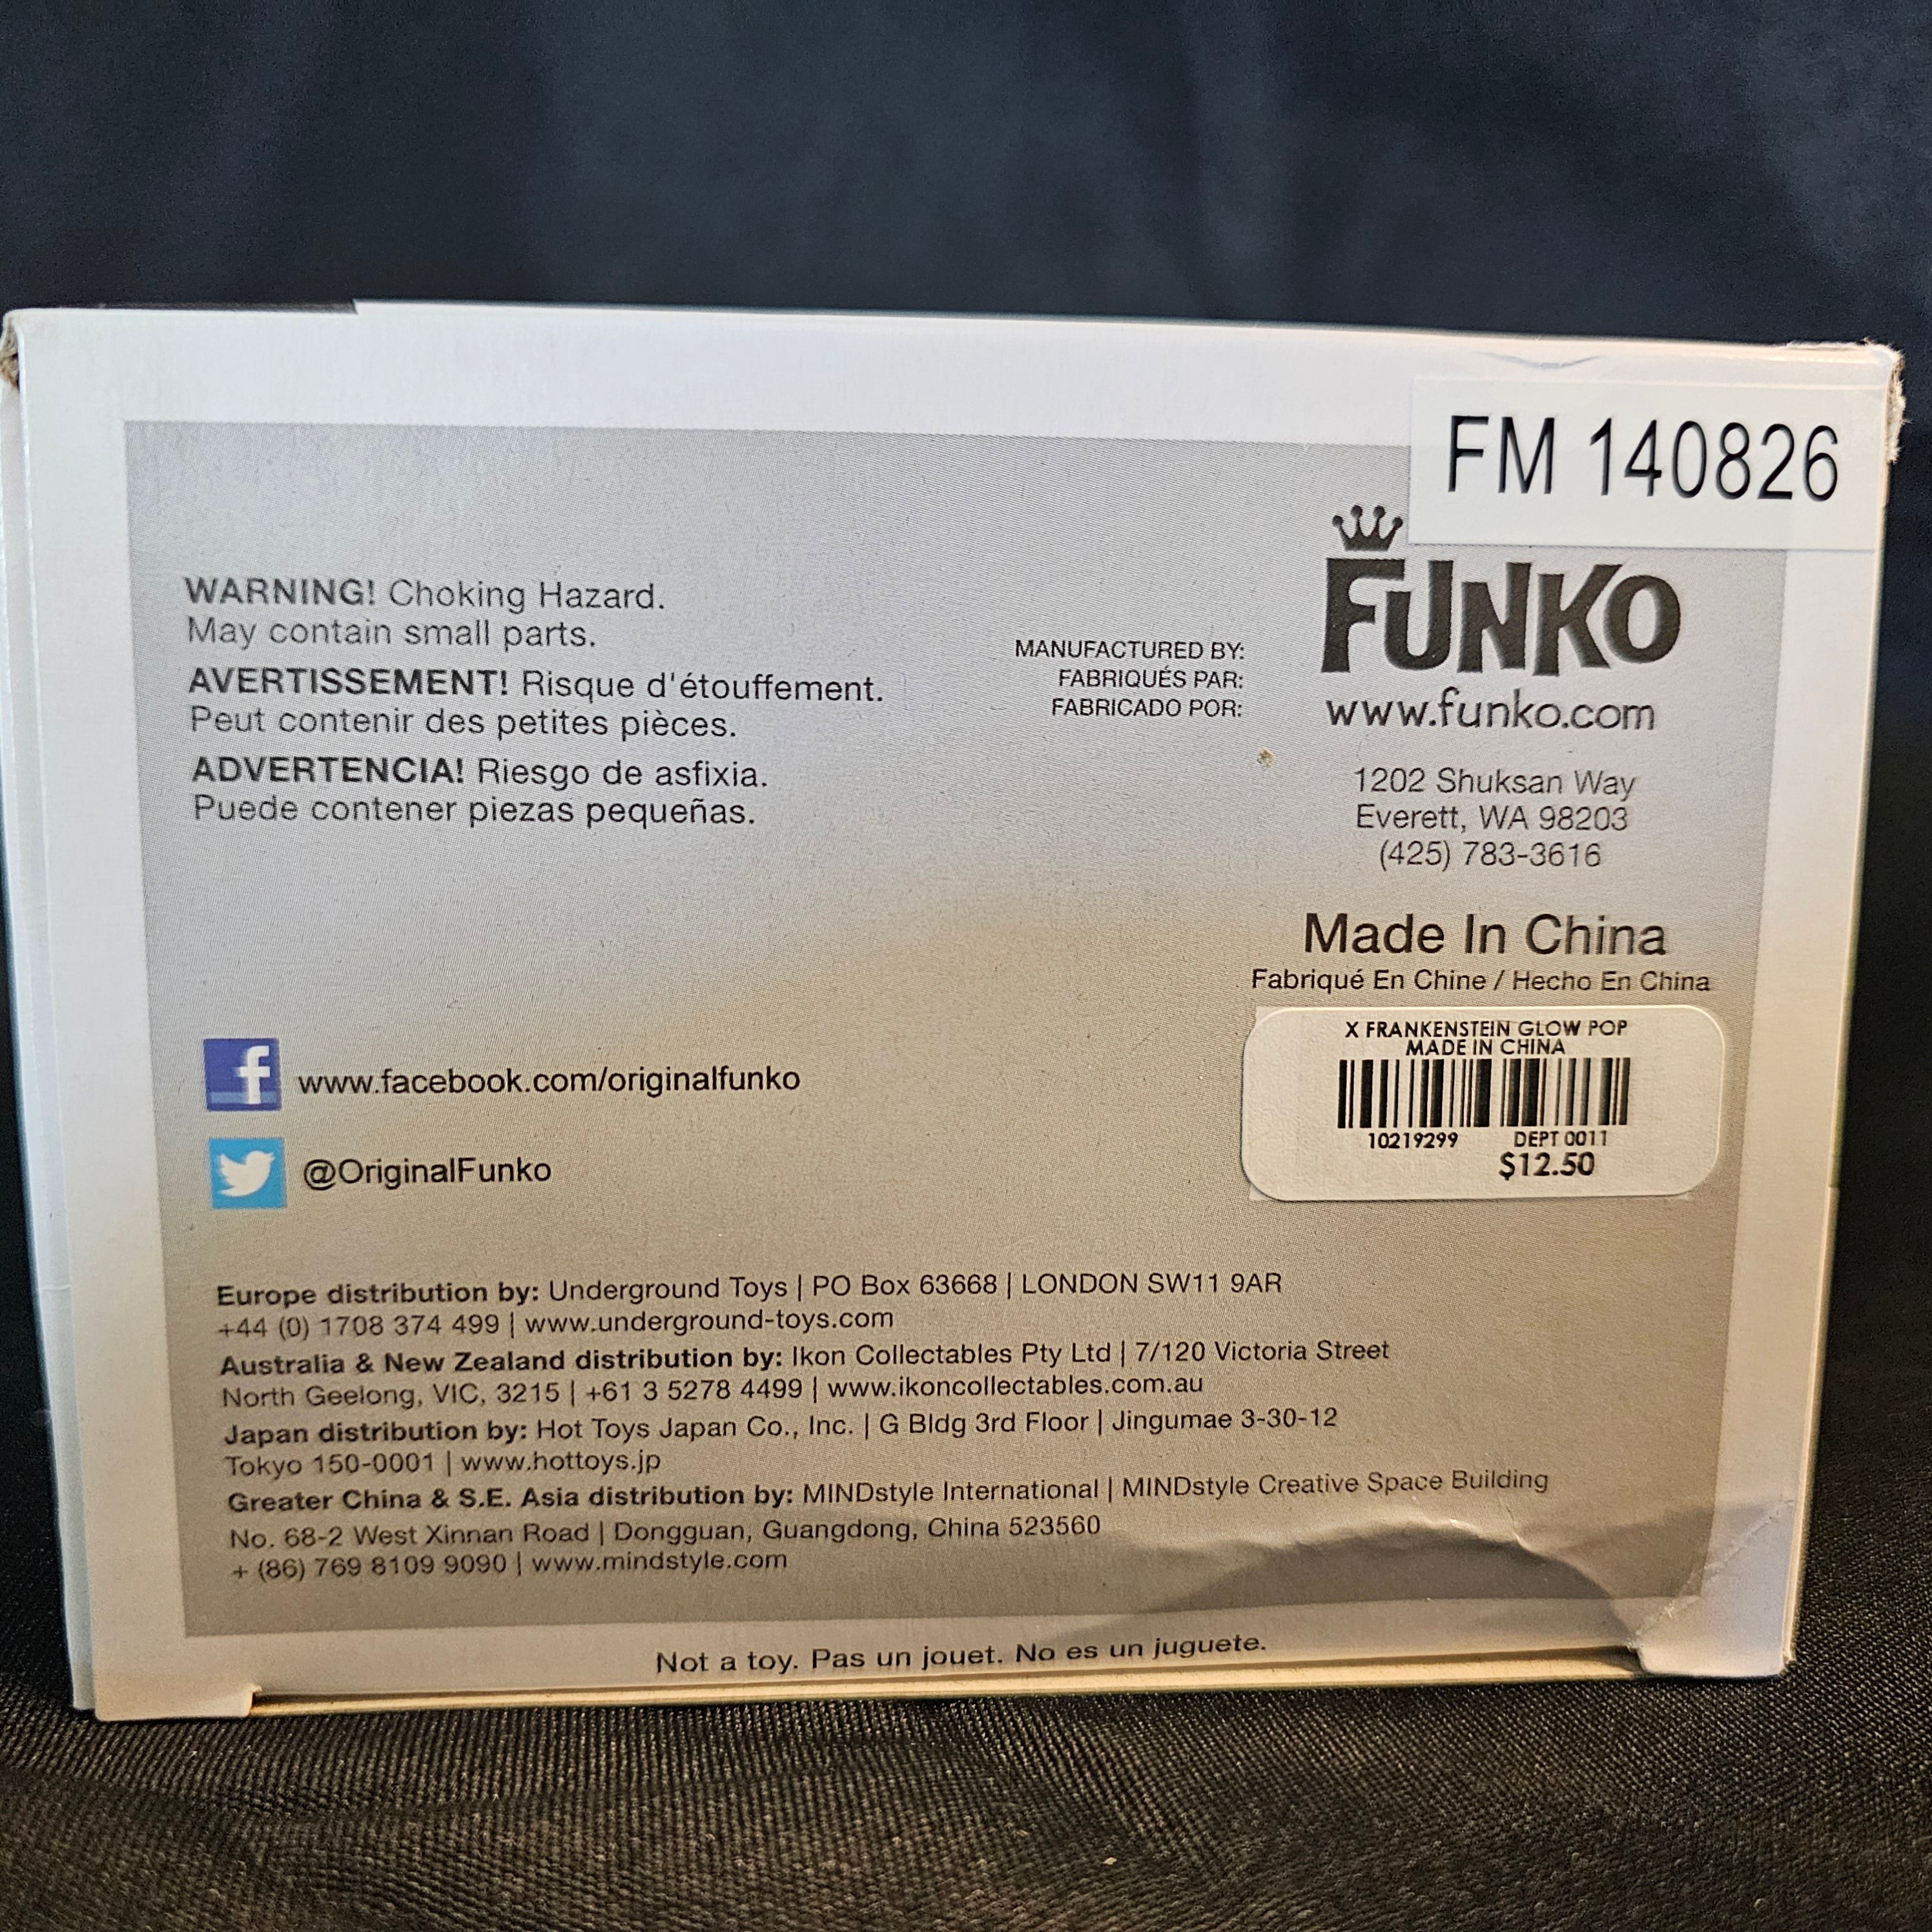 FM 140826
WARNING! Choking Hazard.
May contain small parts.
AVERTISSEMENT! Risque d'étouffement.
Peut contenir des petites pièces.
ADVERTENCIA! Riesgo de asfixia.
Puede contener piezas pequeñas.
MANUFACTURED BY:
FABRIQUÉS PAR:
FABRICADO POR:
FUNKO
www.funko.com
1202 Shuksan Way
Everett, WA 98203
(425) 783-3616
Made In China
Fabriqué En Chine / Hecho En China
X FRANKENSTEIN GLOW POP
MADE IN CHINA
10219299 DEPT 0011
$12.50
f www.facebook.com/originalfunko
@OriginalFunko
Europe distribution by: Underground Toys | PO Box 63668 | LONDON SW11 9AR
+44 (0) 1708 374 499 | www.underground-toys.com
Australia & New Zealand distribution by: Ikon Collectables Pty Ltd | 7/120 Victoria Street
North Geelong, VIC, 3215 | +61 3 5278 4499 | www.ikoncollectables.com.au
Japan distribution by: Hot Toys Japan Co., Inc. | G Bldg 3rd Floor | Jingumae 3-30-12
Tokyo 150-0001 | www.hottoys.jp
Greater China & S.E. Asia distribution by: MINDstyle International | MINDstyle Creative Space Building
No. 68-2 West Xinnan Road | Dongguan, Guangdong, China 523560
+ (86) 769 8109 9090 | www.mindstyle.com
Not a toy. Pas un jouet. No es un juguete.